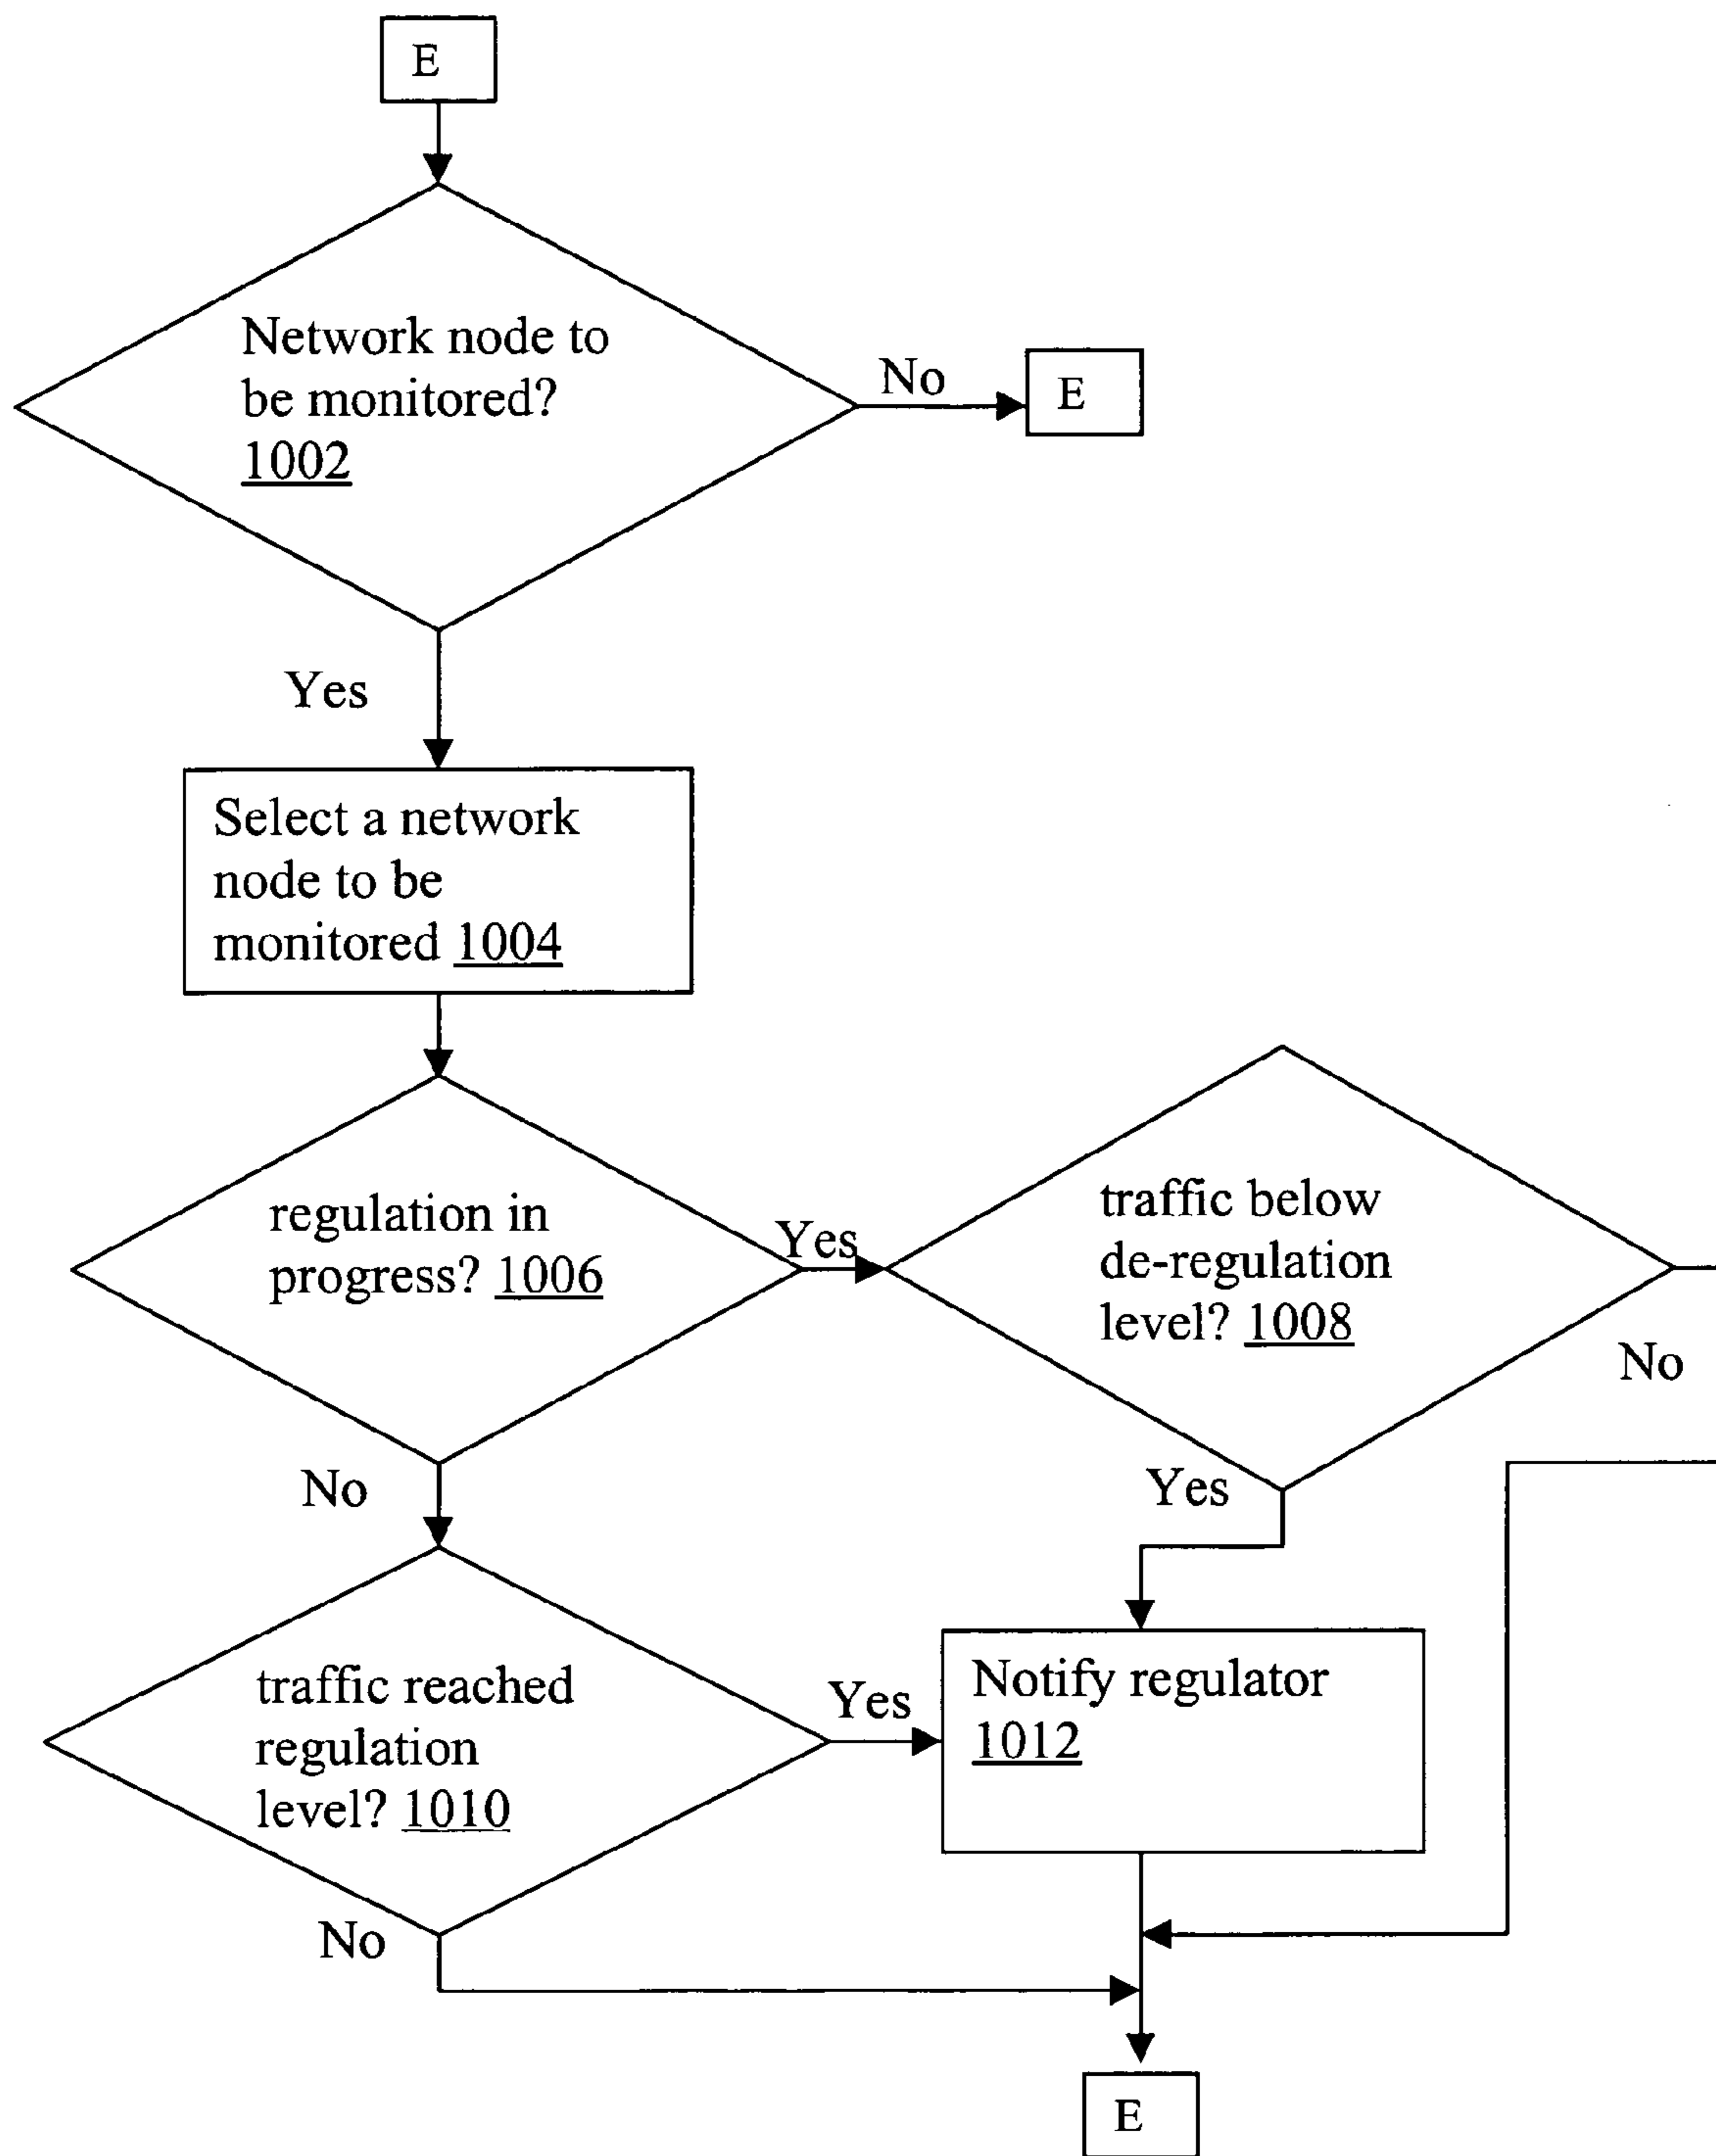 E
Network node to
be monitored?
1002
No
E
Yes
Select a network
node to be
monitored 1004
regulation in
progress? 1006
Yes
traffic below
de-regulation
level? 1008
No
No
Yes
traffic reached
regulation
level? 1010
Yes
Notify regulator
1012
No
E